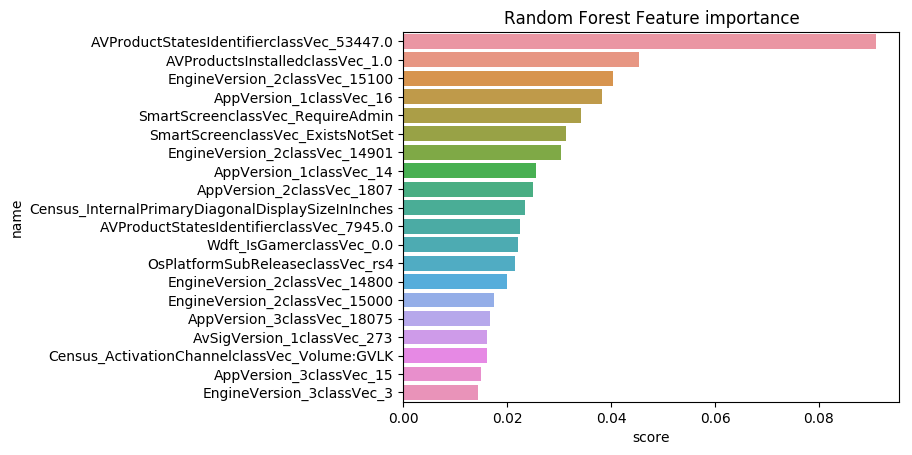 Random Forest Feature importance
AVProductStatesIdentifierclassVec_53447.0
AVProductsInstalledclassVec_1.0
EngineVersion_2classVec_15100
AppVersion_1classVec_16
SmartScreenclassVec_RequireAdmin
SmartScreenclassVec_ExistsNotSet
EngineVersion_2classVec_14901
AppVersion_1classVec_14
AppVersion_2classVec_1807
Census_InternalPrimaryDiagonalDisplaySizeInInches
AVProductStatesIdentifierclassVec_7945.0
Wdft_IsGamerclassVec_0.0
OsPlatformSubReleaseclassVec_rs4
EngineVersion_2classVec_14800
EngineVersion_2classVec_15000
AppVersion_3classVec_18075
AvSigVersion_1classVec_273
Census_ActivationChannelclassVec_Volume:GVLK
AppVersion_3classVec_15
EngineVersion_3classVec_3
name
0.00 0.02 0.04 0.06 0.08
score